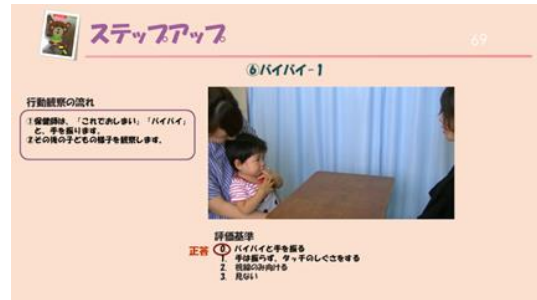 ステップアップ
69
⑥バイバイ-1
行動観察の流れ
①保健師は、「これでおしまい」「バイバイ」
と、手を振ります。
②その後の子どもの様子を観察します。
評価基準
正答 0 バイバイと手を振る
1. 手は振らず、タッチのしぐさをする
2. 視線のみ向ける
3. 見ない